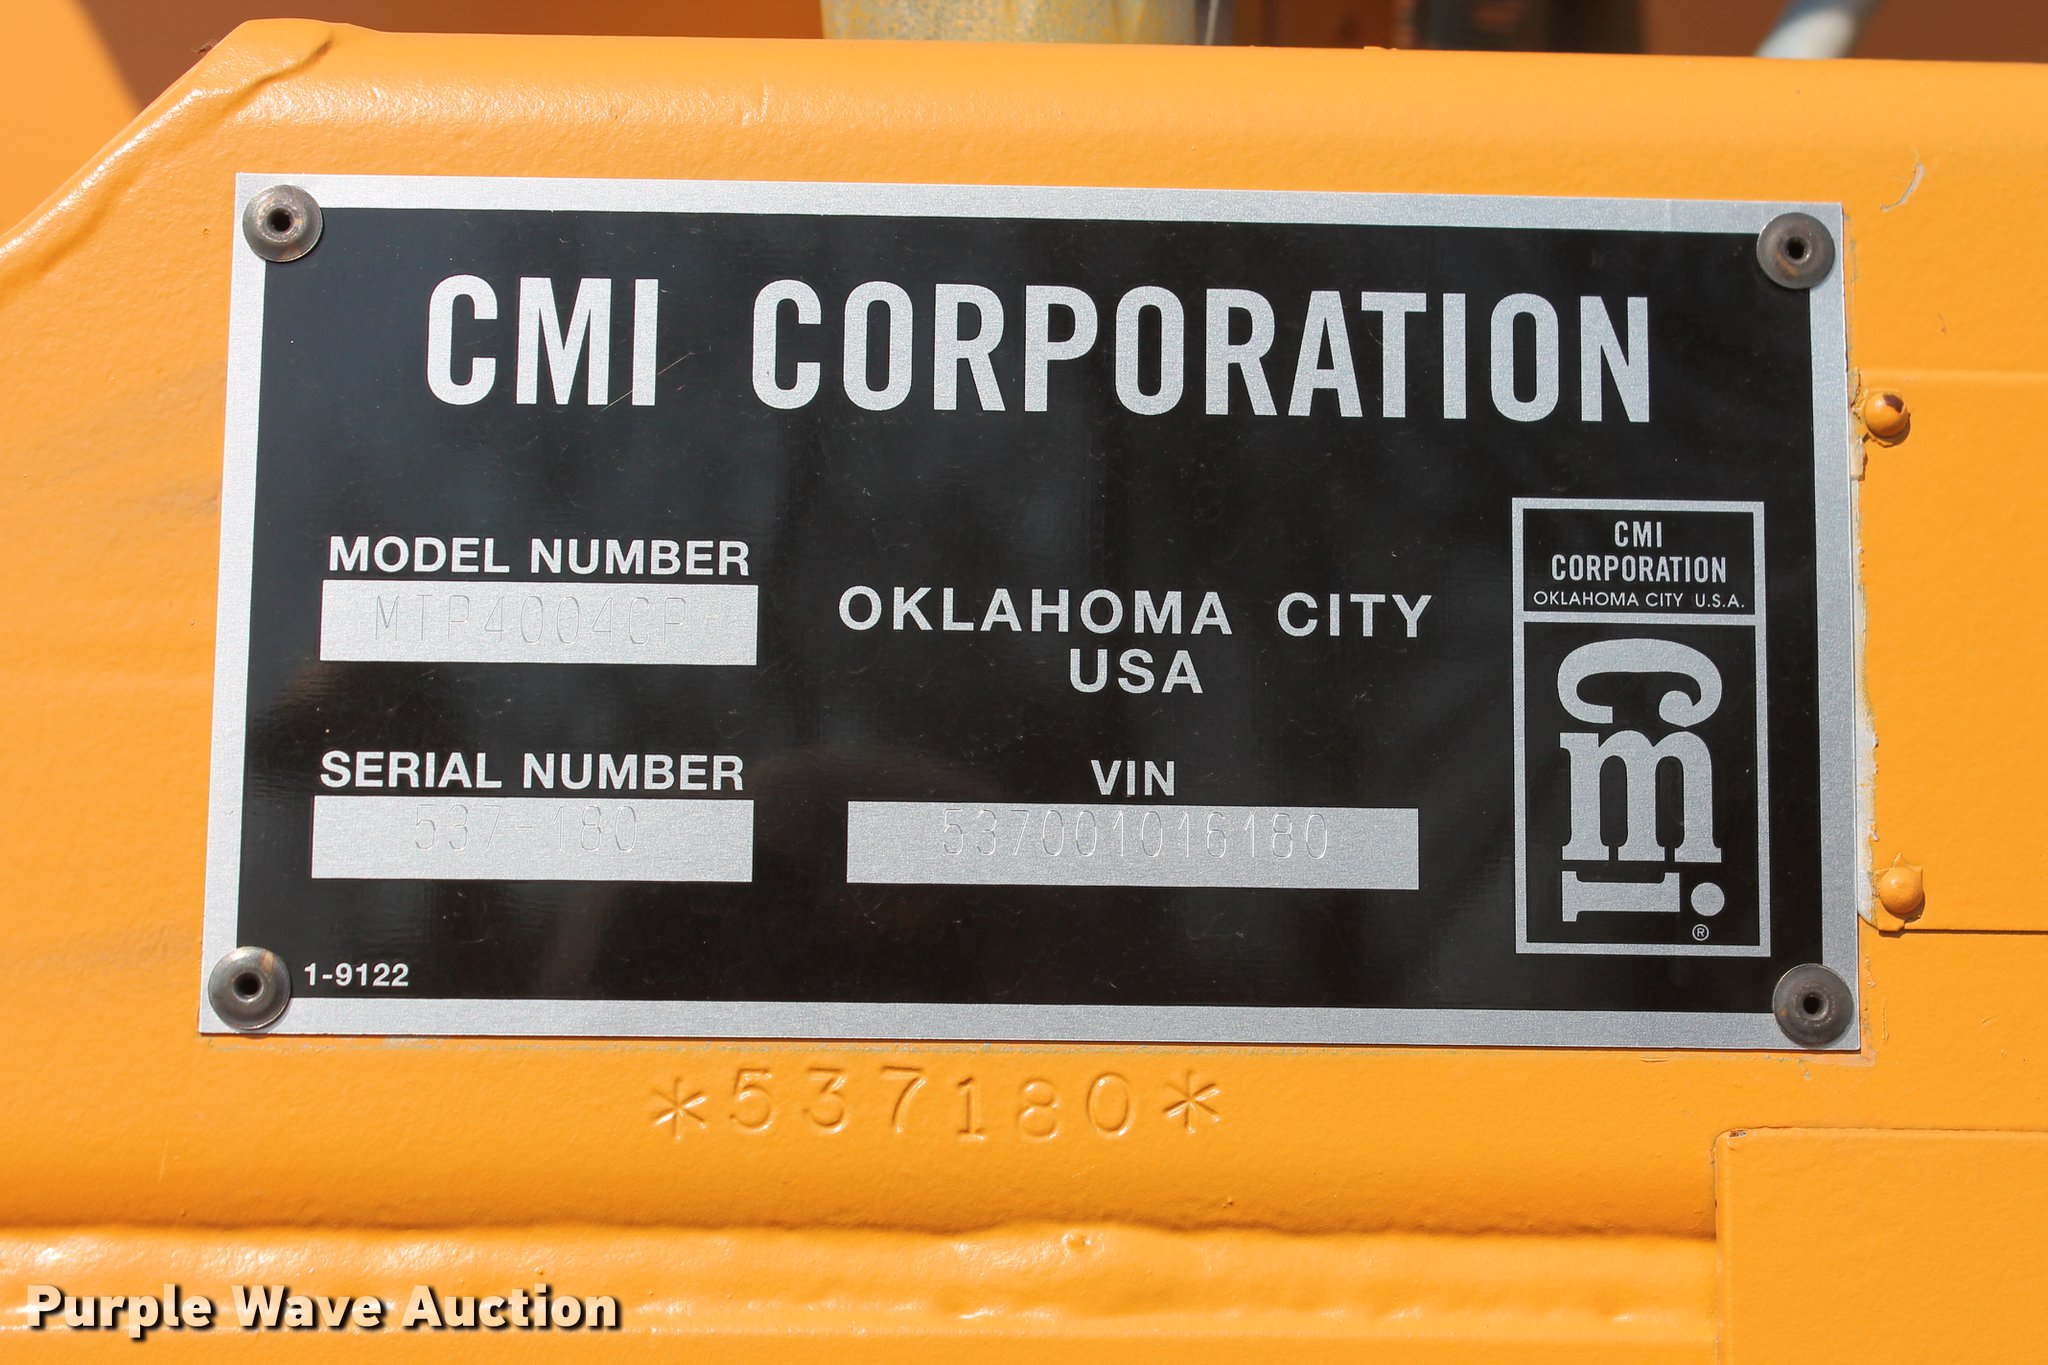 CMI CORPORATION
MODEL NUMBER
MTP4004CP
OKLAHOMA CITY
USA
SERIAL NUMBER
537-180
VIN
537001016180
CMI
CORPORATION
OKLAHOMA CITY U.S.A.
Cmi®
1-9122
*537180*
Purple Wave Auction